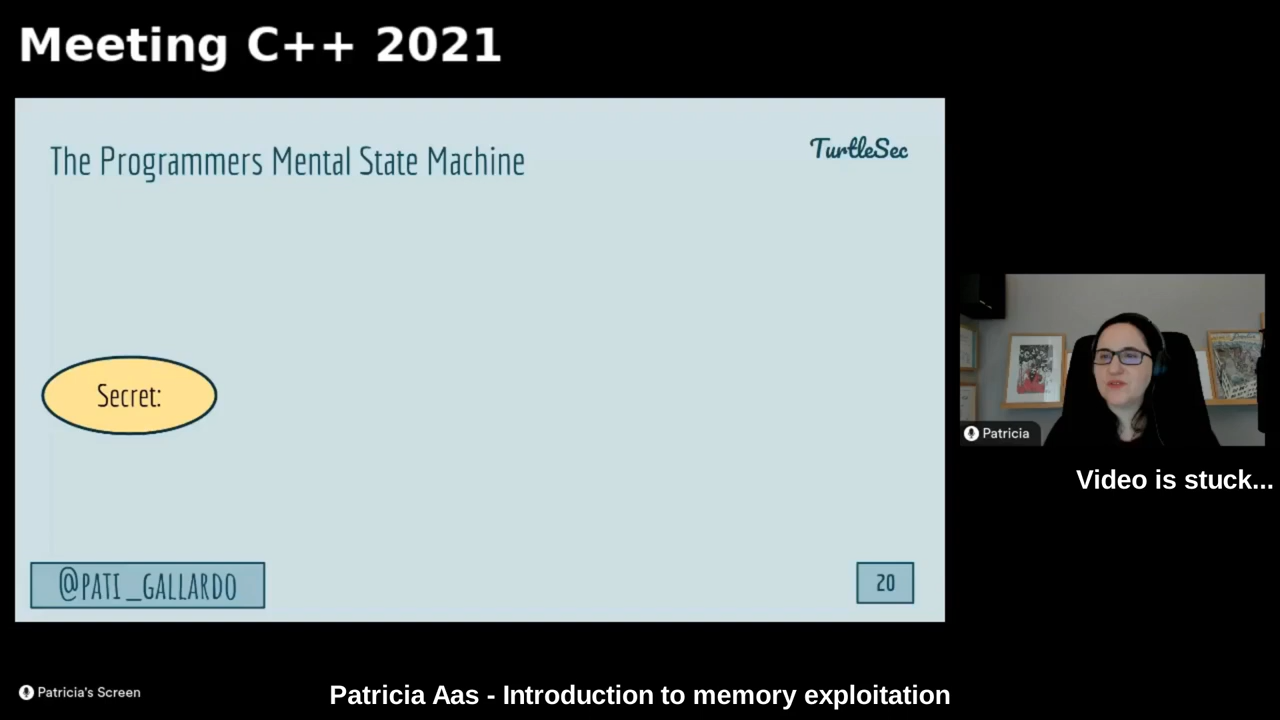 Meeting C++ 2021
The Programmers Mental State Machine
TurtleSec
Secret:
@PATI_GALLARDO
20
Patricia
Video is stuck...
Patricia's Screen
Patricia Aas - Introduction to memory exploitation